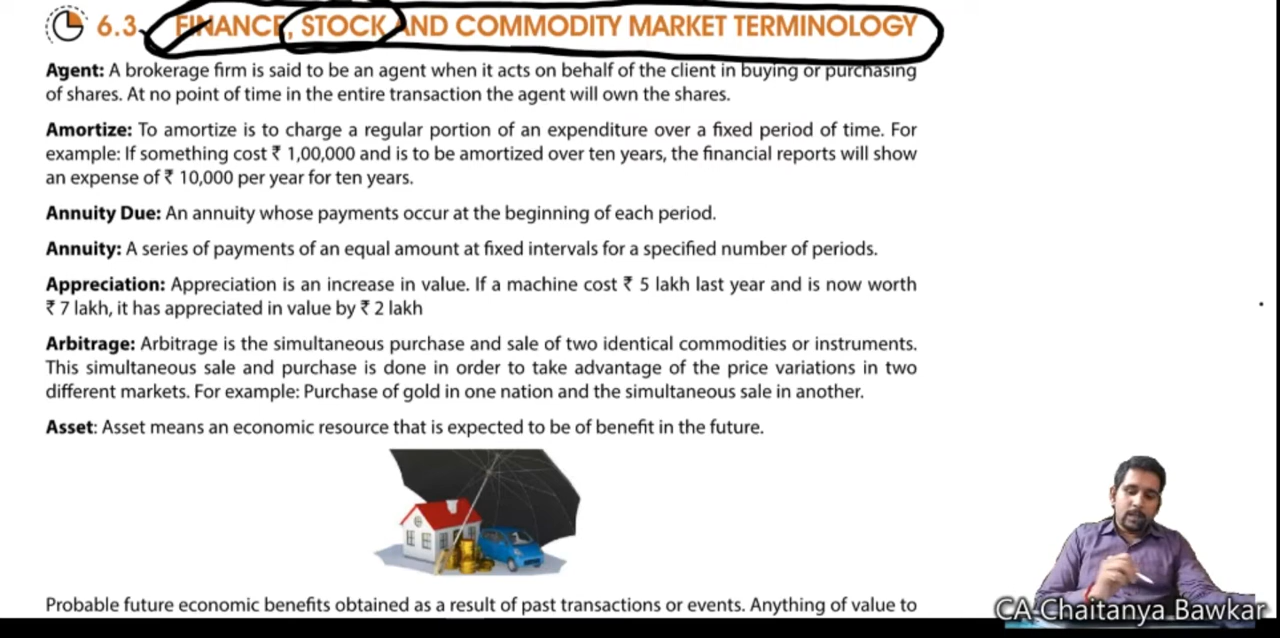 6.3 FINANCE, STOCK AND COMMODITY MARKET TERMINOLOGY
Agent: A brokerage firm is said to be an agent when it acts on behalf of the client in buying or purchasing
of shares. At no point of time in the entire transaction the agent will own the shares.
Amortize: To amortize is to charge a regular portion of an expenditure over a fixed period of time. For
example: If something cost ₹ 1,00,000 and is to be amortized over ten years, the financial reports will show
an expense of ₹ 10,000 per year for ten years.
Annuity Due: An annuity whose payments occur at the beginning of each period.
Annuity: A series of payments of an equal amount at fixed intervals for a specified number of periods.
Appreciation: Appreciation is an increase in value. If a machine cost ₹ 5 lakh last year and is now worth
₹ 7 lakh, it has appreciated in value by ₹ 2 lakh
Arbitrage: Arbitrage is the simultaneous purchase and sale of two identical commodities or instruments.
This simultaneous sale and purchase is done in order to take advantage of the price variations in two
different markets. For example: Purchase of gold in one nation and the simultaneous sale in another.
Asset: Asset means an economic resource that is expected to be of benefit in the future.
Probable future economic benefits obtained as a result of past transactions or events. Anything of value to
CA Chaitanya Bawkar